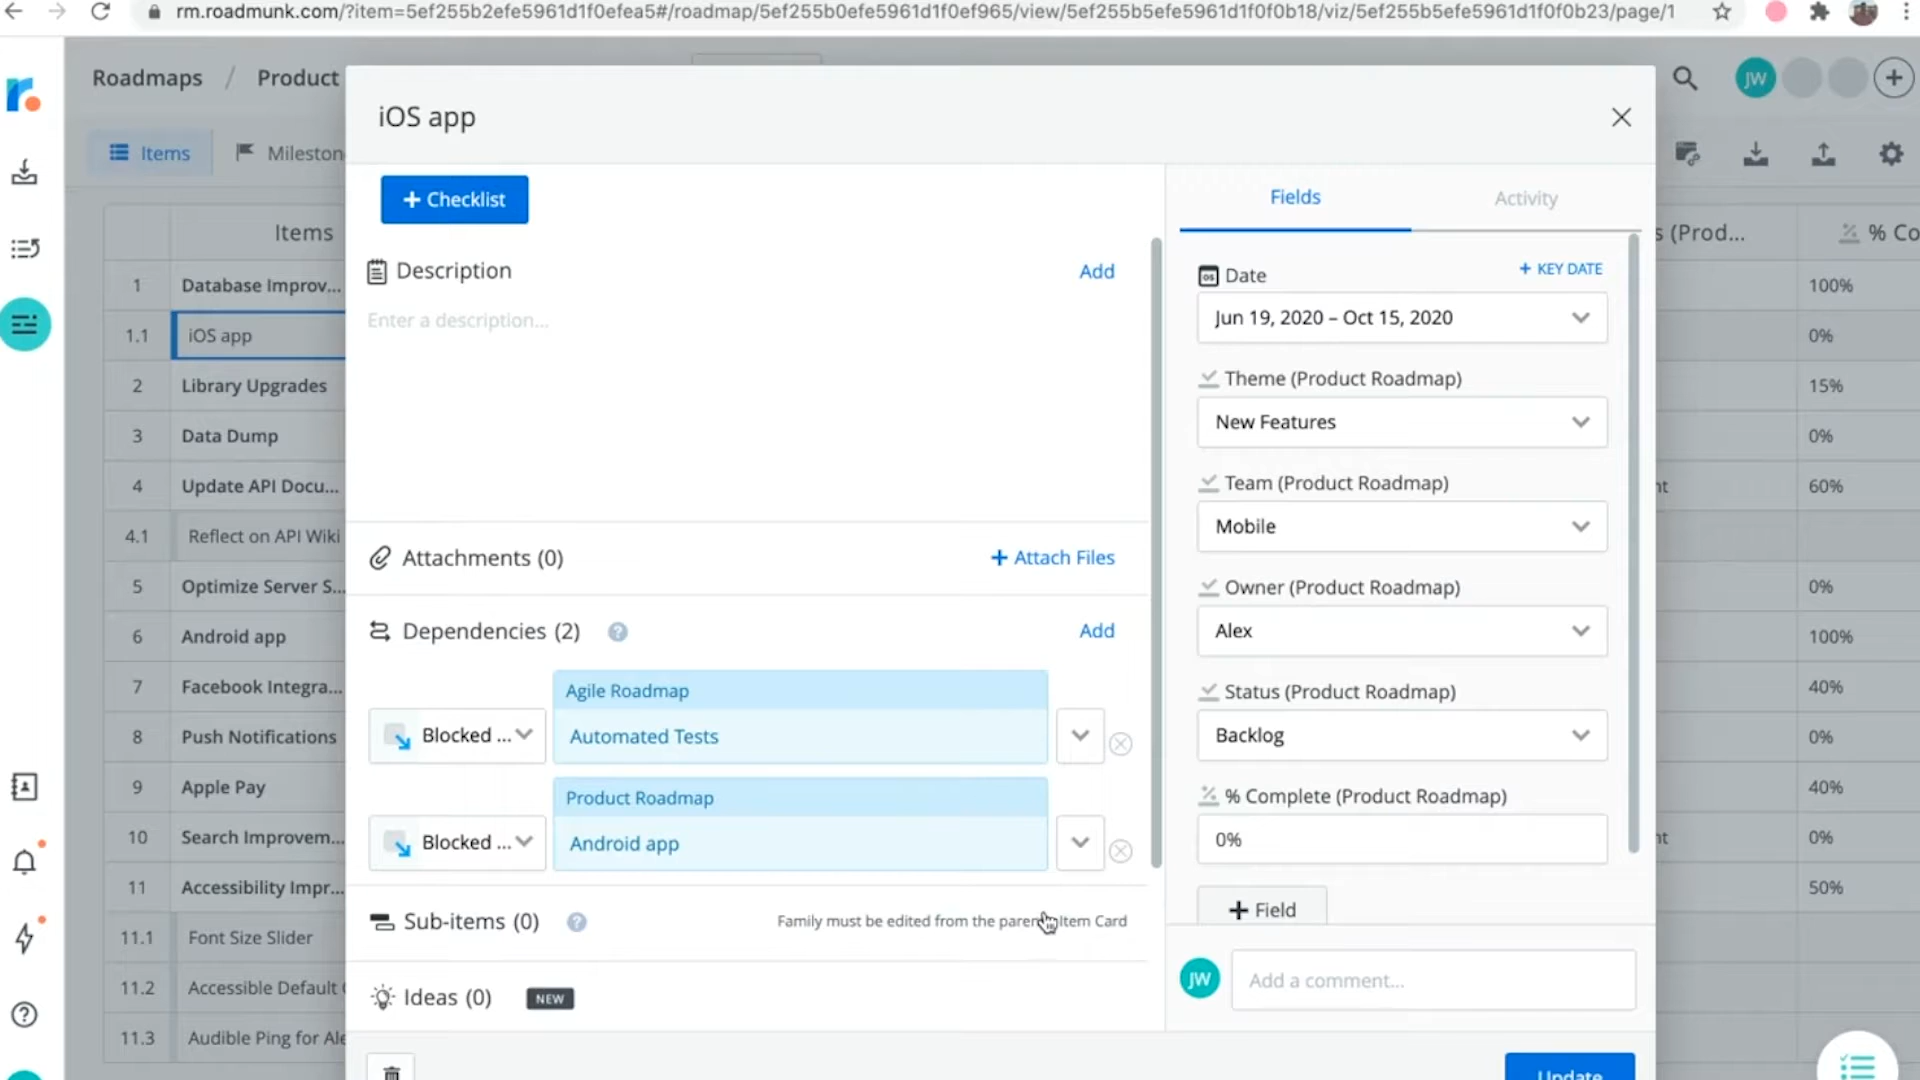 rm.roadmunk.com/?item=5ef255b2efe5961d1f0efea5#/roadmap/5ef255b0efe5961d1f0ef965/view/5ef255b5efe5961d1f0f0b18/viz/5ef255b5efe5961d1f0f0b23/page/1
Roadmaps / Product
JW
Items
Mileston
iOS app
+ Checklist
Fields
Activity
Items
s (Prod...
% Co
Description
Add
Enter a description...
Date
+ KEY DATE
Jun 19, 2020 – Oct 15, 2020
1 Database Improv... 100%
1.1 iOS app 0%
2 Library Upgrades 15%
3 Data Dump 0%
4 Update API Docu... nt 60%
4.1 Reflect on API Wiki
5 Optimize Server S... 0%
6 Android app 100%
7 Facebook Integra... 40%
8 Push Notifications 0%
9 Apple Pay 40%
10 Search Improvem... nt 0%
11 Accessibility Impr... 50%
11.1 Font Size Slider
11.2 Accessible Default
11.3 Audible Ping for Ale
Theme (Product Roadmap)
New Features
Team (Product Roadmap)
Mobile
Owner (Product Roadmap)
Alex
Status (Product Roadmap)
Backlog
% Complete (Product Roadmap)
0%
+ Field
Attachments (0)
+ Attach Files
Dependencies (2)
Add
Agile Roadmap
Blocked ...
Automated Tests
Product Roadmap
Blocked ...
Android app
Sub-items (0)
Family must be edited from the paren Item Card
Ideas (0)
NEW
JW
Add a comment...
Update